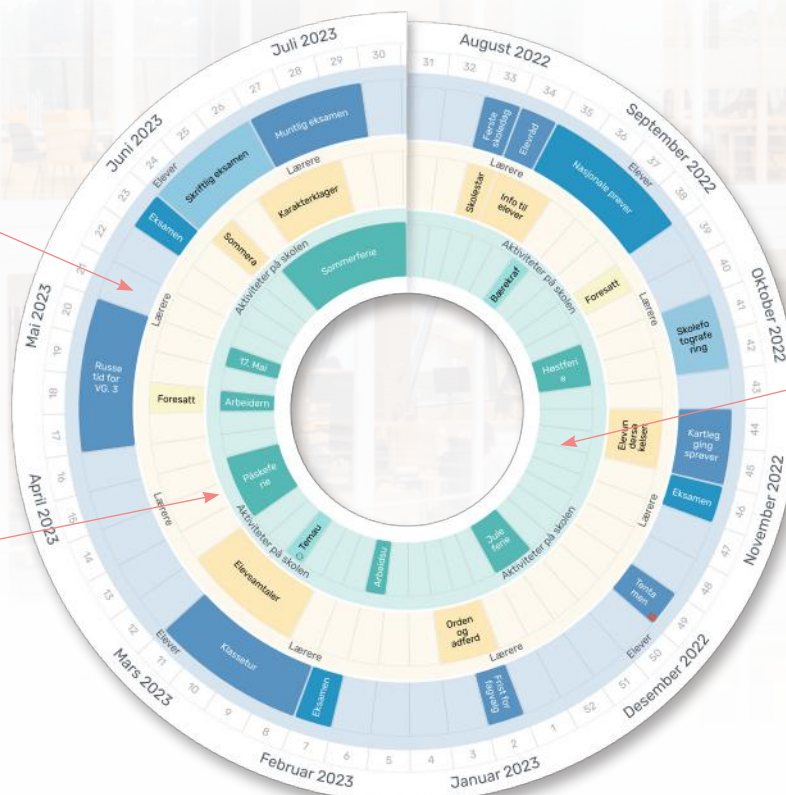 August 2022
September 2022
Oktober 2022
November 2022
Desember 2022
Januar 2023
Februar 2023
Mars 2023
April 2023
Mai 2023
Juni 2023
Juli 2023
31
32
33
34
35
36
37
38
39
40
41
42
43
44
45
46
47
48
49
50
51
52
1
2
3
4
5
6
7
8
9
10
11
12
13
14
15
16
17
18
19
20
21
22
23
24
25
26
27
28
29
30
Første
skoledag
Elevråd
Nasjonale prøver
Elever
Skolefo
tografe
ring
Kartleg
ging
sprøver
Eksamen
Tenta
men
Elever
Frist for
fagvalg
Eksamen
Klassetur
Elever
Russe
tid for
VG. 3
Eksamen
Elever
Skriftlig eksamen
Muntlig eksamen
Lærere
Skolestar
Info til
elever
Foresatt
Lærere
Elevun
dersø
kelser
Lærere
Lærere
Orden
og
adferd
Lærere
Elevsamtaler
Lærere
Foresatt
Lærere
Sommera
Karakterklager
Lærere
Aktiviteter på skolen
Bærekraf
Høstferi
e
Aktiviteter på skolen
Jule
ferie
Arbeidsu
Temau
Aktiviteter på skolen
Påskefe
rie
Arbeidern
17. Mai
Aktiviteter på skolen
Sommerferie